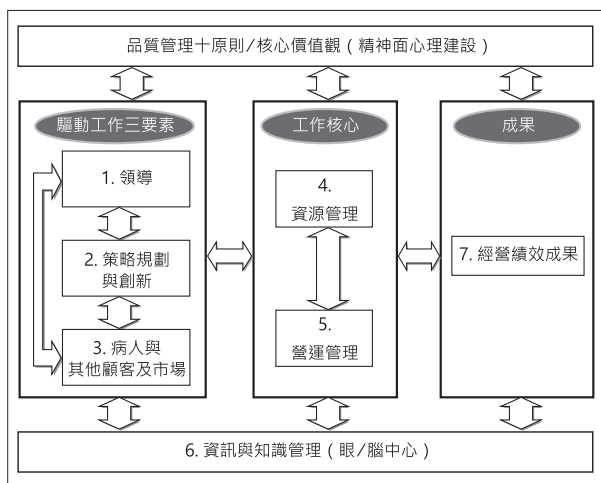 品質管理十原則/核心價值觀（精神面心理建設）
驅動工作三要素
1. 領導
2. 策略規劃
與創新
3. 病人與
其他顧客及市場
工作核心
4.
資源管理
5.
營運管理
成果
7. 經營績效成果
6. 資訊與知識管理（眼/腦中心）